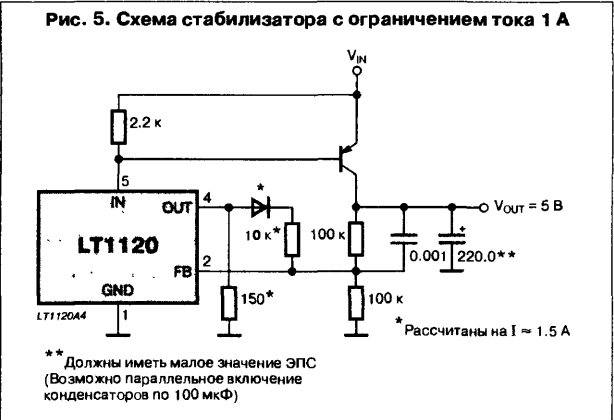 Рис. 5. Схема стабилизатора с ограничением тока 1 А
VIN
2.2 к
5
IN
OUT
4
*
VOUT = 5 В
10 к*
100 к
0.001
+
220.0**
LT1120
FB
2
GND
150*
100 к
LT1120A4
1
*Рассчитаны на I ≈ 1.5 А
**Должны иметь малое значение ЭПС
(Возможно параллельное включение
конденсаторов по 100 мкФ)